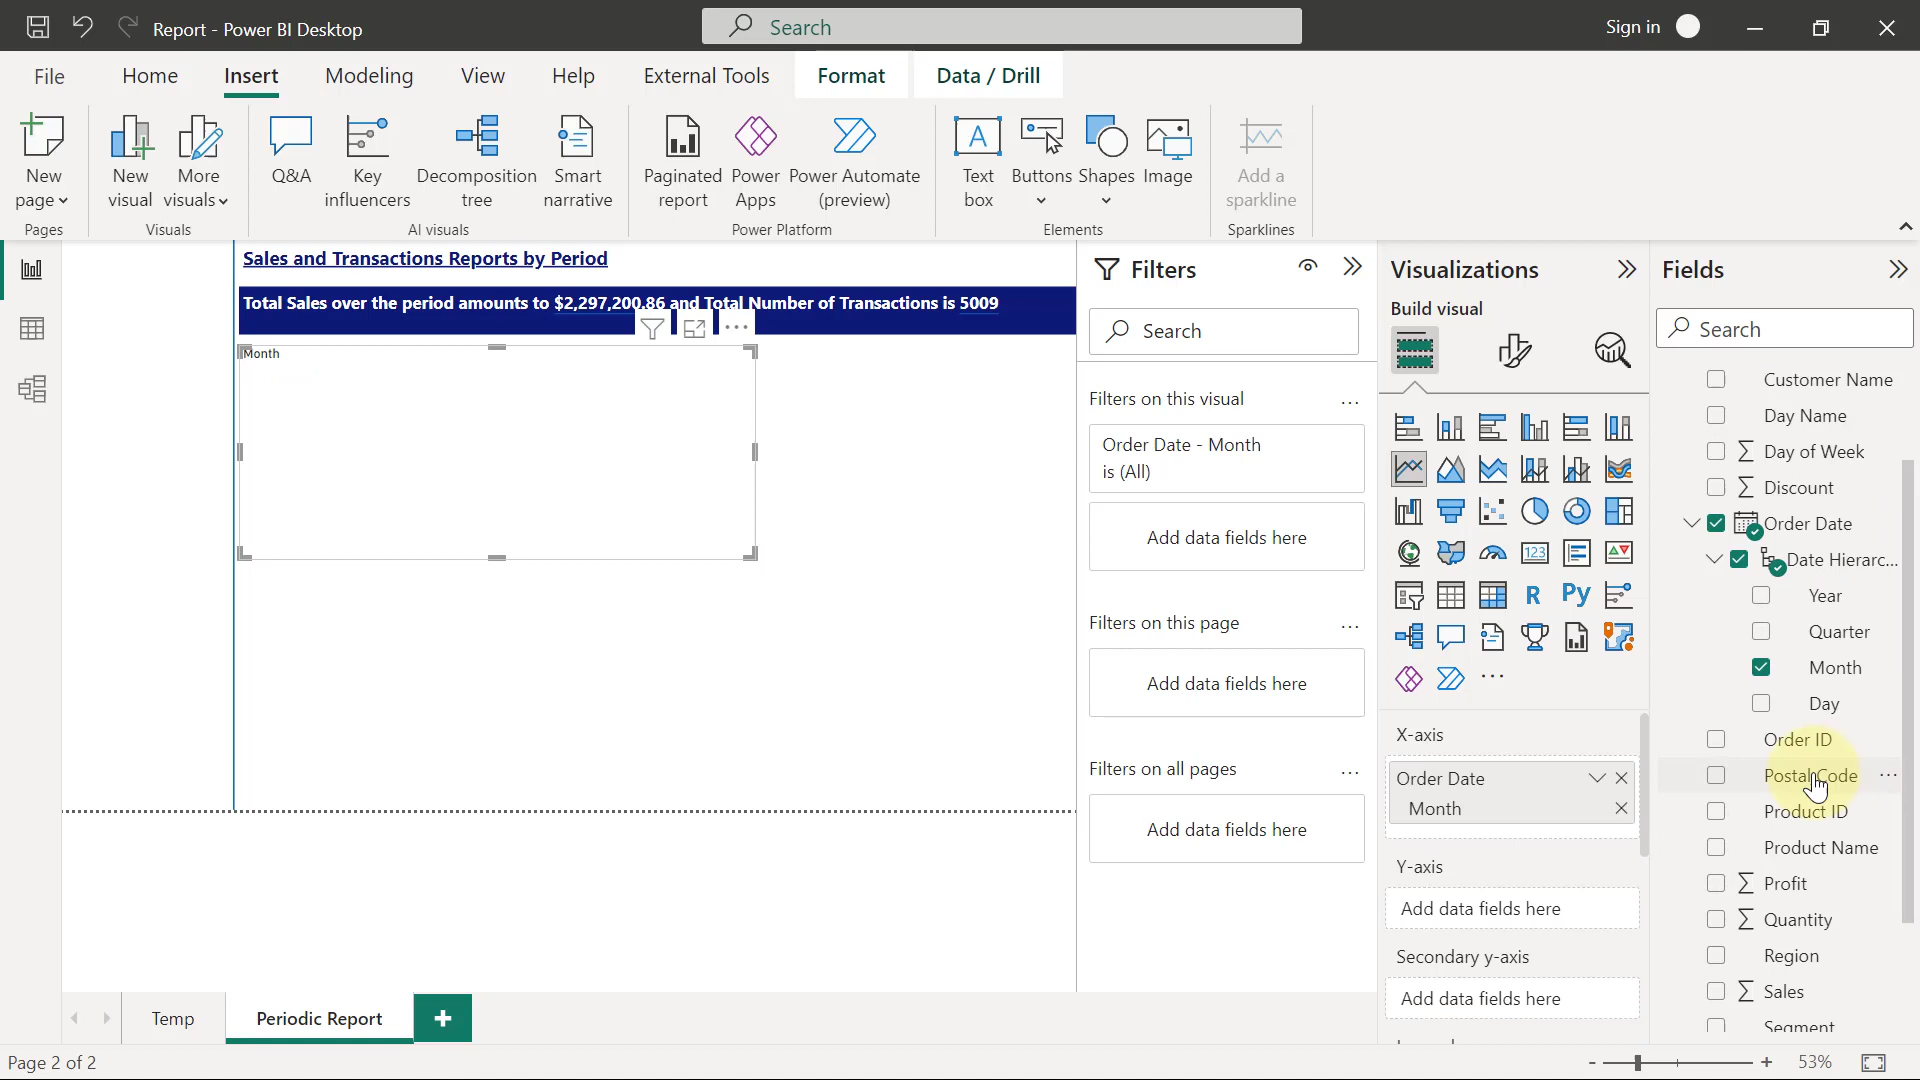 Report - Power BI Desktop
Search
Sign in
File
Home
Insert
Modeling
View
Help
External Tools
Format
Data / Drill
New
page
Pages
New
visual
More
visuals
Visuals
Q&A
Key
influencers
Decomposition
tree
Smart
narrative
AI visuals
Paginated
report
Power
Apps
Power Automate
(preview)
Power Platform
Text
box
Buttons
Shapes
Image
Elements
Add a
sparkline
Sparklines
Sales and Transactions Reports by Period
Total Sales over the period amounts to $2,297,200.86 and Total Number of Transactions is 5009
Month
Filters
Search
Filters on this visual
Order Date - Month
is (All)
Add data fields here
Filters on this page
Add data fields here
Filters on all pages
Add data fields here
Visualizations
Build visual
123
R
Py
X-axis
Order Date
Month
Y-axis
Add data fields here
Secondary y-axis
Add data fields here
Fields
Search
Customer Name
Day Name
Day of Week
Discount
Order Date
Date Hierarc...
Year
Quarter
Month
Day
Order ID
Postal Code
Product ID
Product Name
Profit
Quantity
Region
Sales
Segment
Temp
Periodic Report
Page 2 of 2
53%